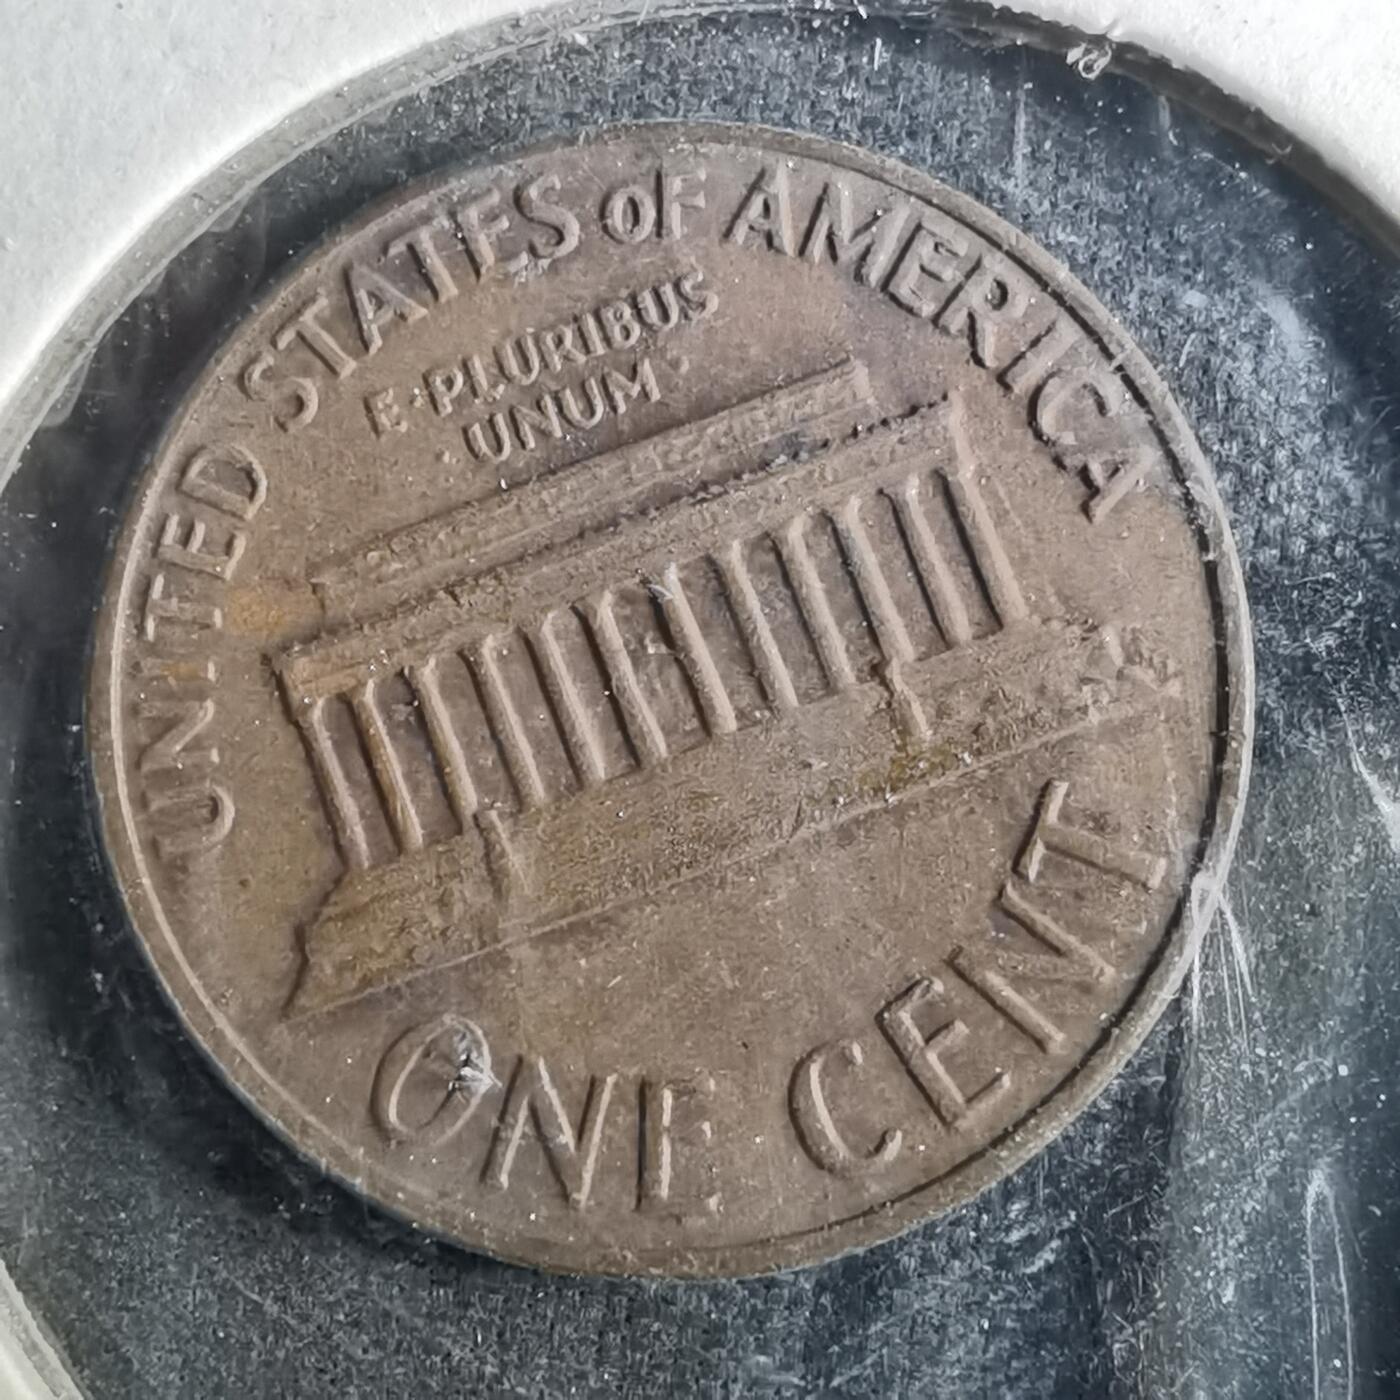 UNITED STATES OF AMERICA
E·PLURIBUS
·UNUM·
ONE CENT